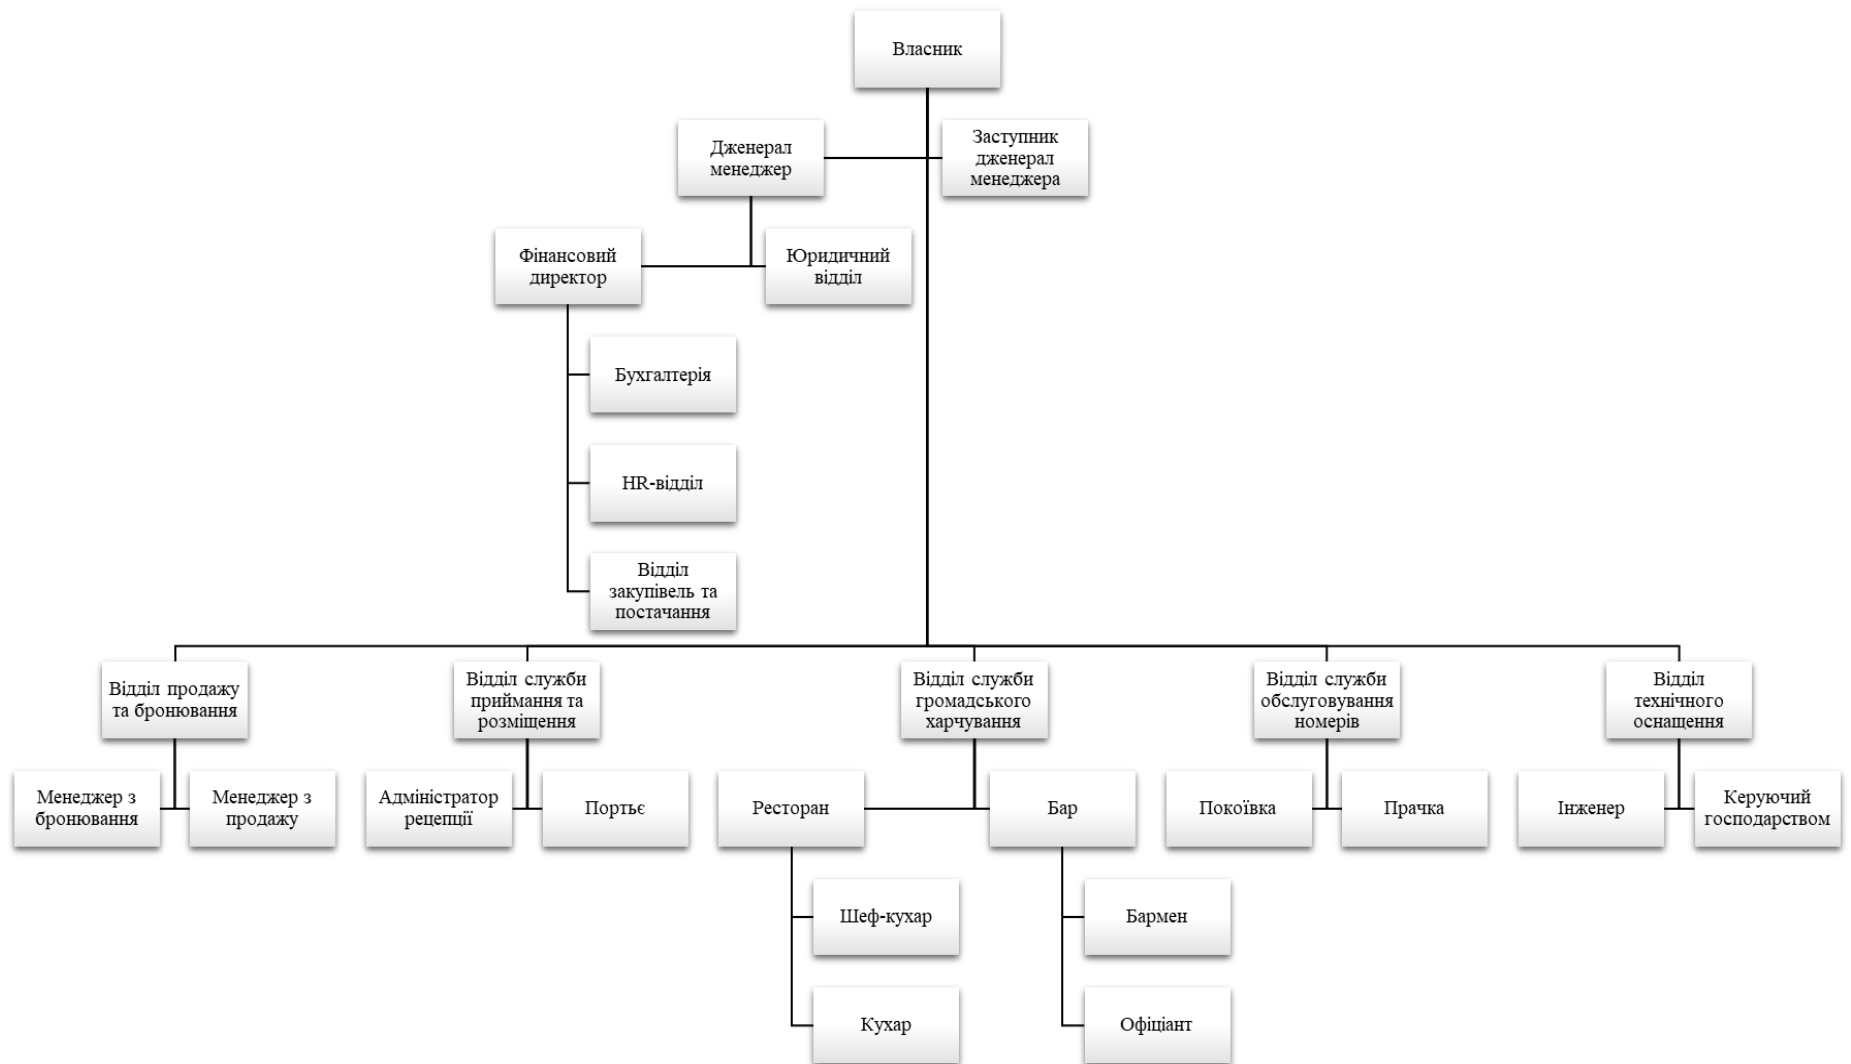 Власник
Дженерал
менеджер
Заступник
дженерал
менеджера
Фінансовий
директор
Юридичний
відділ
Бухгалтерія
HR-відділ
Відділ
закупівель та
постачання
Відділ продажу
та бронювання
Відділ служби
приймання та
розміщення
Відділ служби
громадського
харчування
Відділ служби
обслуговування
номерів
Відділ
технічного
оснащення
Менеджер з
бронювання
Менеджер з
продажу
Адміністратор
рецепції
Портьє
Ресторан
Бар
Покоївка
Прачка
Інженер
Керуючий
господарством
Шеф-кухар
Бармен
Кухар
Офіціант